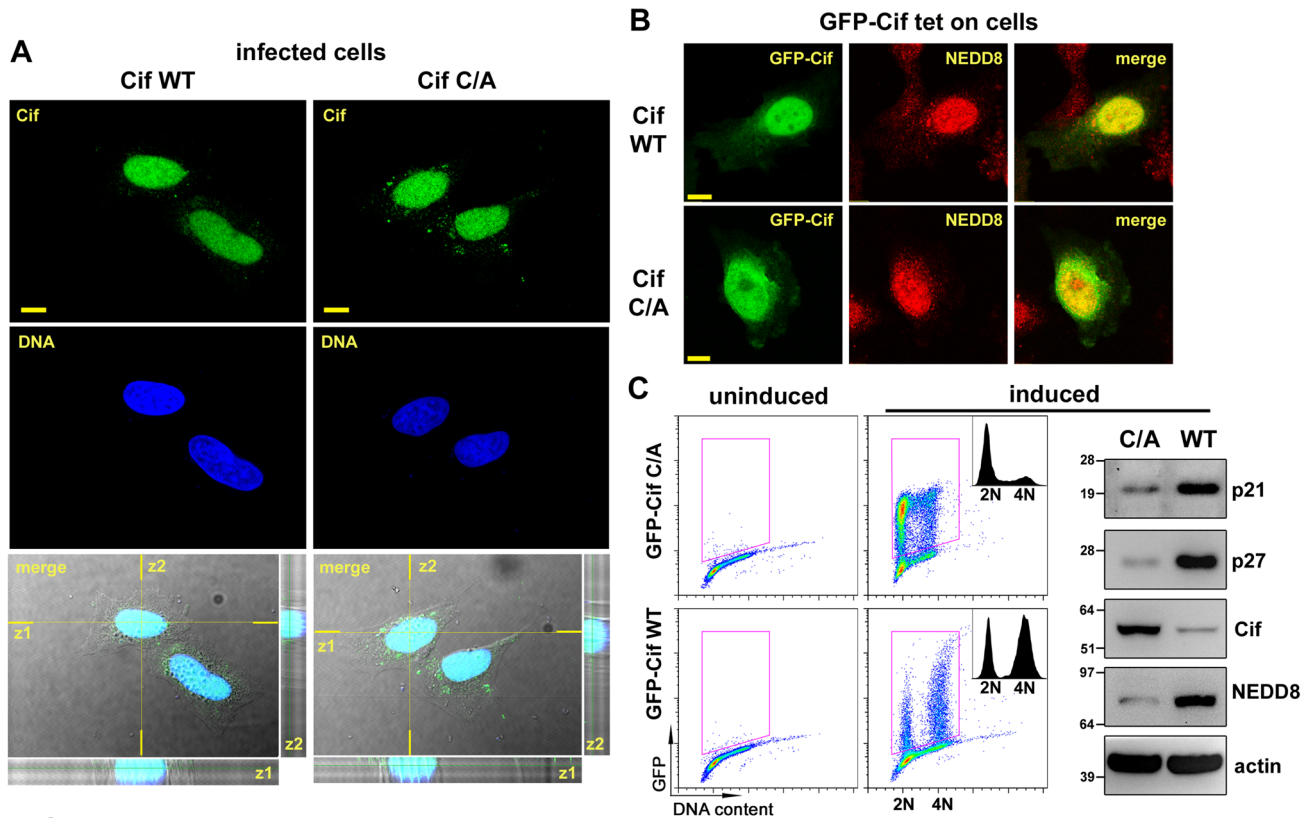 A
infected cells
Cif WT
Cif C/A
Cif
Cif
DNA
DNA
merge
z2
z1
z2
z1
merge
z2
z1
z2
z1
B
GFP-Cif tet on cells
Cif
WT
GFP-Cif
NEDD8
merge
Cif
C/A
GFP-Cif
NEDD8
merge
C
uninduced
induced
GFP-Cif C/A
2N 4N
GFP-Cif WT
2N 4N
GFP
DNA content
2N 4N
C/A WT
28
19
p21
28
p27
64
51
Cif
97
64
NEDD8
39
actin